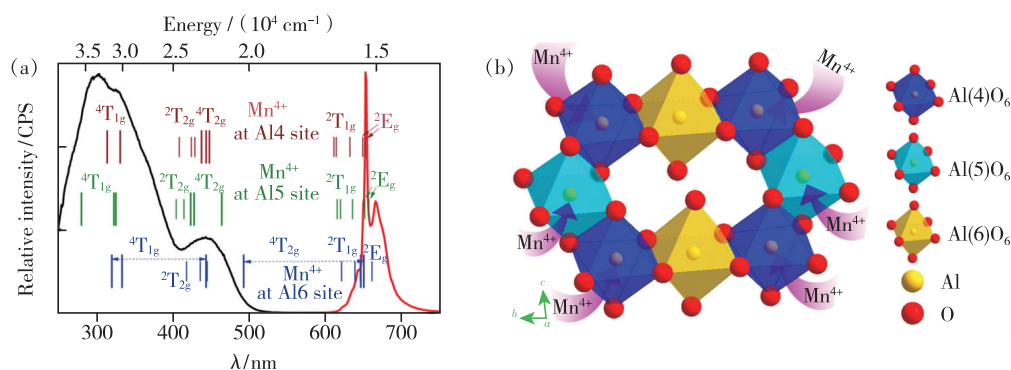 Energy / (10⁴ cm⁻¹)
3.5 3.0 2.5 2.0 1.5
(a)
⁴T₁g
²T₂g ⁴T₂g
Mn⁴⁺
at Al4 site
²T₁g
²Eg
⁴T₁g
²T₂g ⁴T₂g
Mn⁴⁺
at Al5 site
²T₁g
²Eg
⁴T₁g
²T₂g
⁴T₂g
Mn⁴⁺
at Al6 site
²T₁g
²Eg
Relative intensity / CPS
300 400 500 600 700
λ/nm
(b)
Mn⁴⁺
Mn⁴⁺
Mn⁴⁺
Mn⁴⁺
Mn⁴⁺
Mn⁴⁺
c
b
a
Al(4)O₆
Al(5)O₆
Al(6)O₆
Al
O